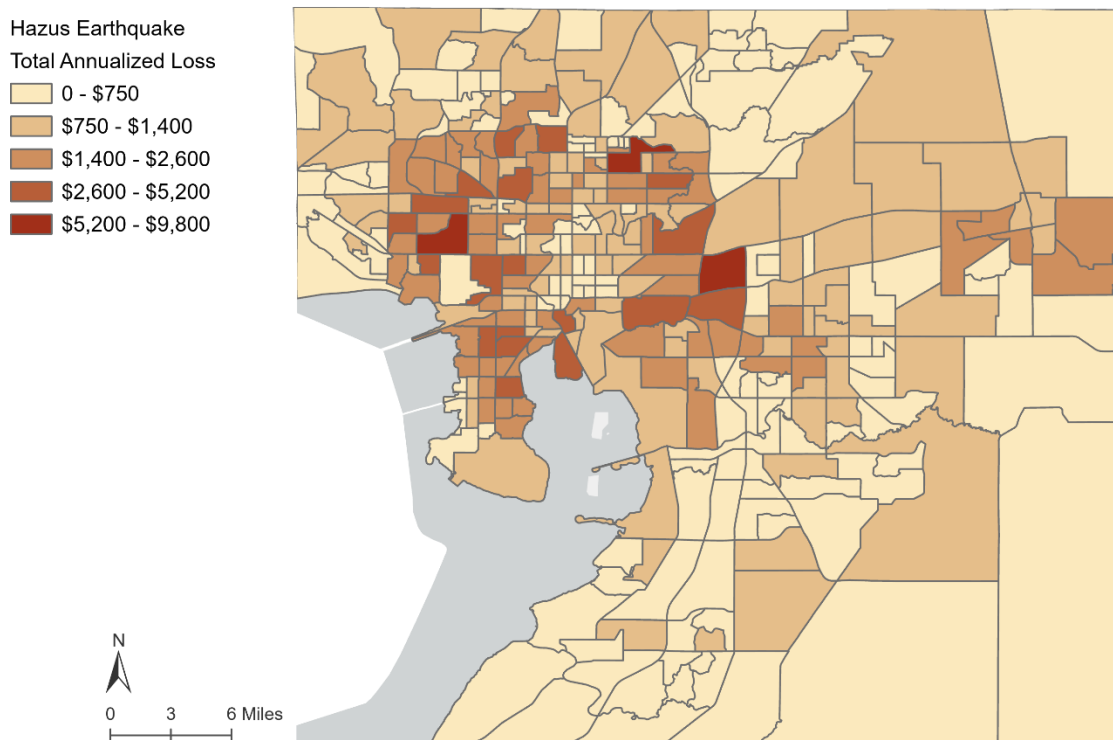 Hazus Earthquake
Total Annualized Loss
0 - $750
$750 - $1,400
$1,400 - $2,600
$2,600 - $5,200
$5,200 - $9,800
N
0 3 6 Miles